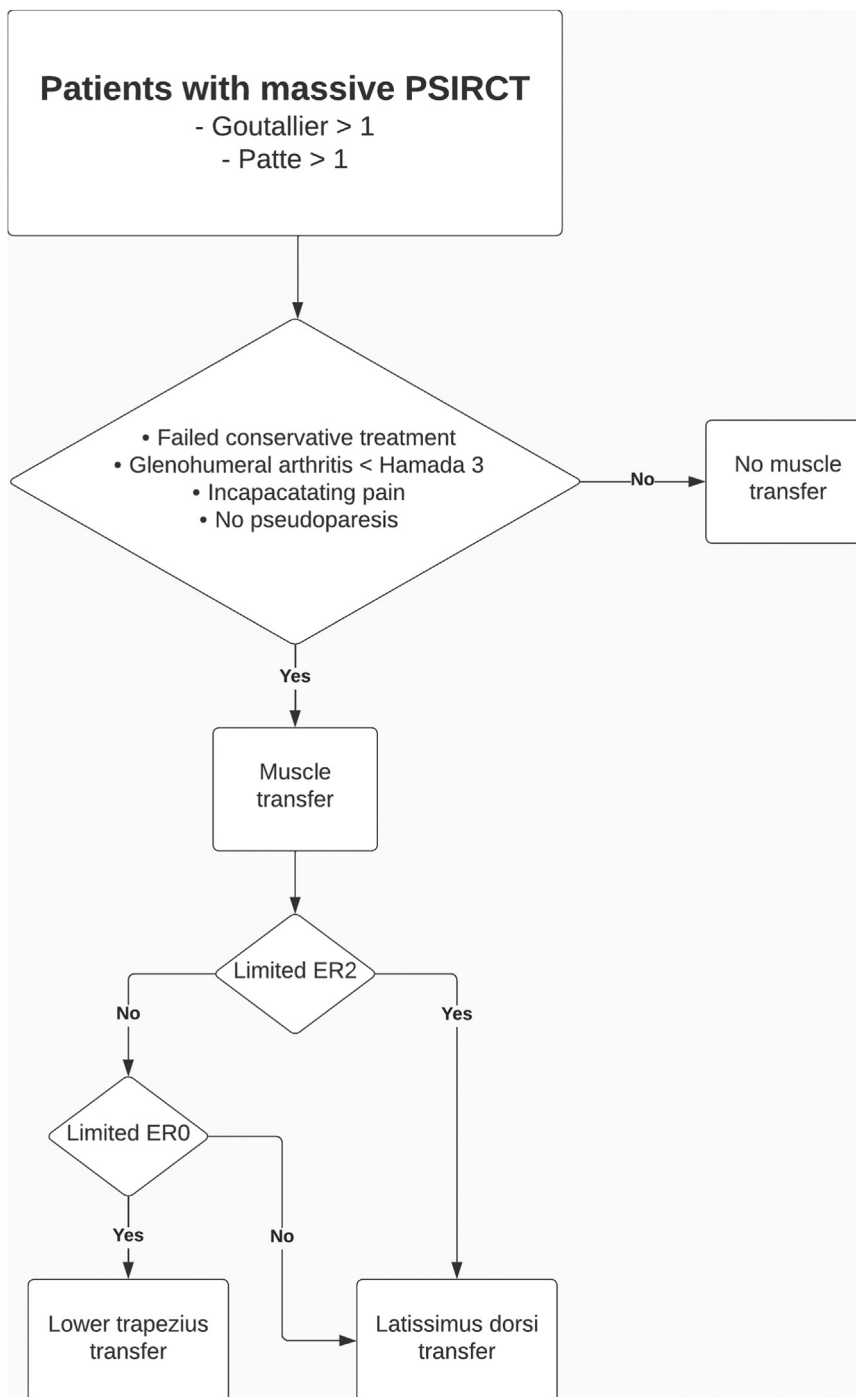 Patients with massive PSIRCT
- Goutallier > 1
- Patte > 1
• Failed conservative treatment
• Glenohumeral arthritis < Hamada 3
• Incapacatating pain
• No pseudoparesis
No
No muscle
transfer
Yes
Muscle
transfer
Limited ER2
No
Yes
Limited ER0
Yes
No
Lower trapezius
transfer
Latissimus dorsi
transfer